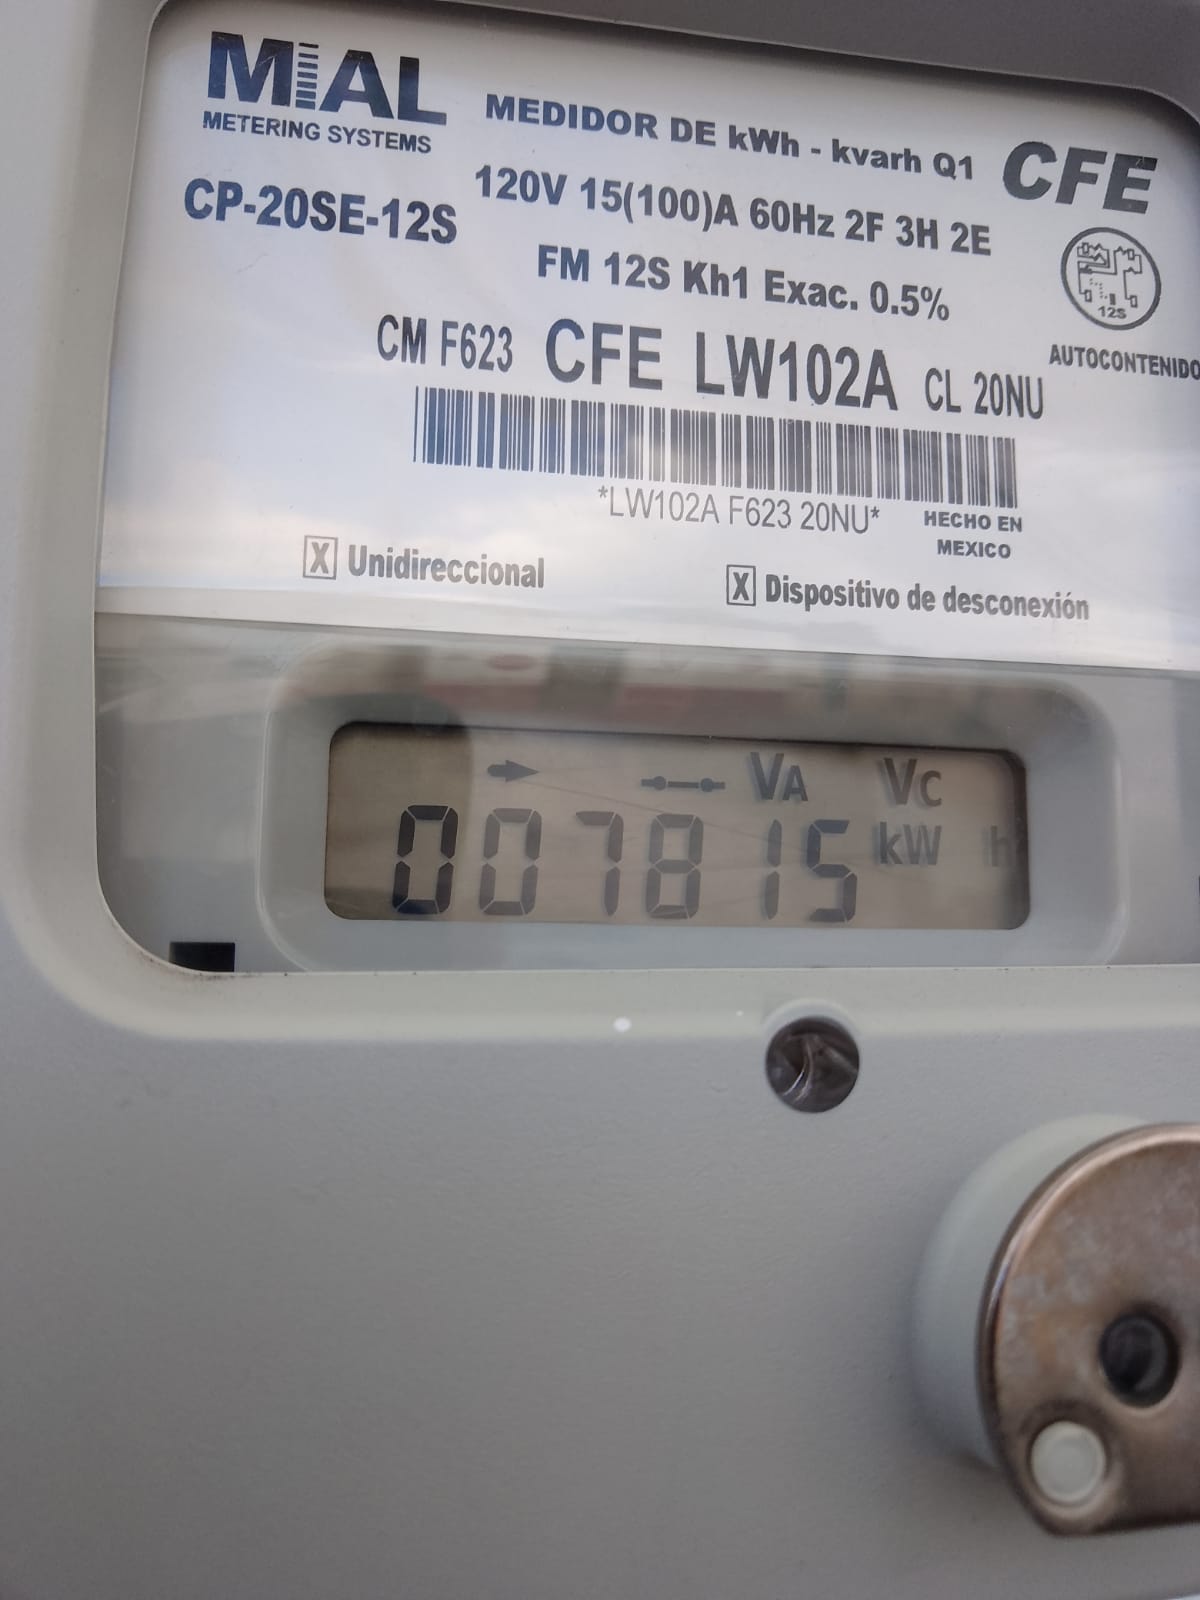 MIAL
METERING SYSTEMS
MEDIDOR DE kWh - kvarh Q1
CFE
CP-20SE-12S
120V 15(100)A 60Hz 2F 3H 2E
FM 12S Kh1 Exac. 0.5%
12S
AUTOCONTENIDO
CM F623 CFE LW102A CL 20NU
*LW102A F623 20NU*
HECHO EN
MEXICO
X Unidireccional
X Dispositivo de desconexión
VA VC
007815 kW h